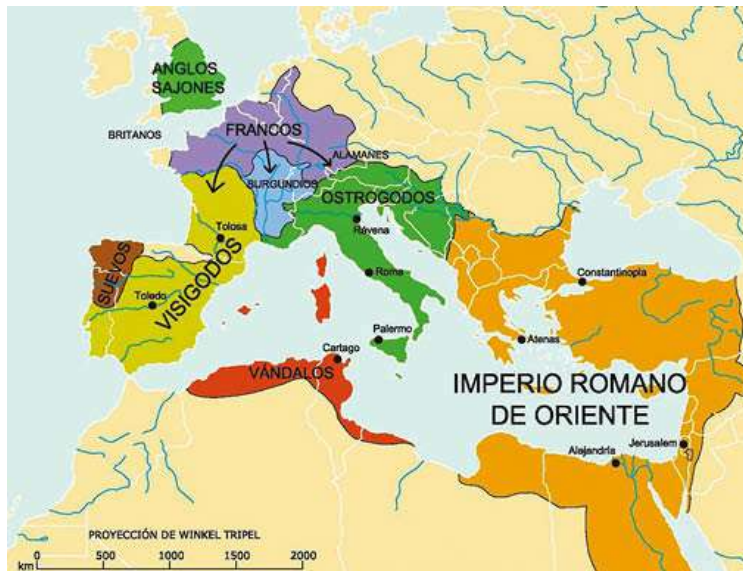 ANGLOS
SAJONES
BRITANOS
FRANCOS
ALAMANES
BURGUNDIOS
OSTROGODOS
Rávena
Tolosa
SUEVOS
VISIGODOS
Toledo
Roma
Constantinopla
Palermo
Atenas
Cartago
VÁNDALOS
IMPERIO ROMANO
DE ORIENTE
Jerusalem
Alejandría
PROYECCIÓN DE WINKEL TRIPEL
0 500 1000 1500 2000
km